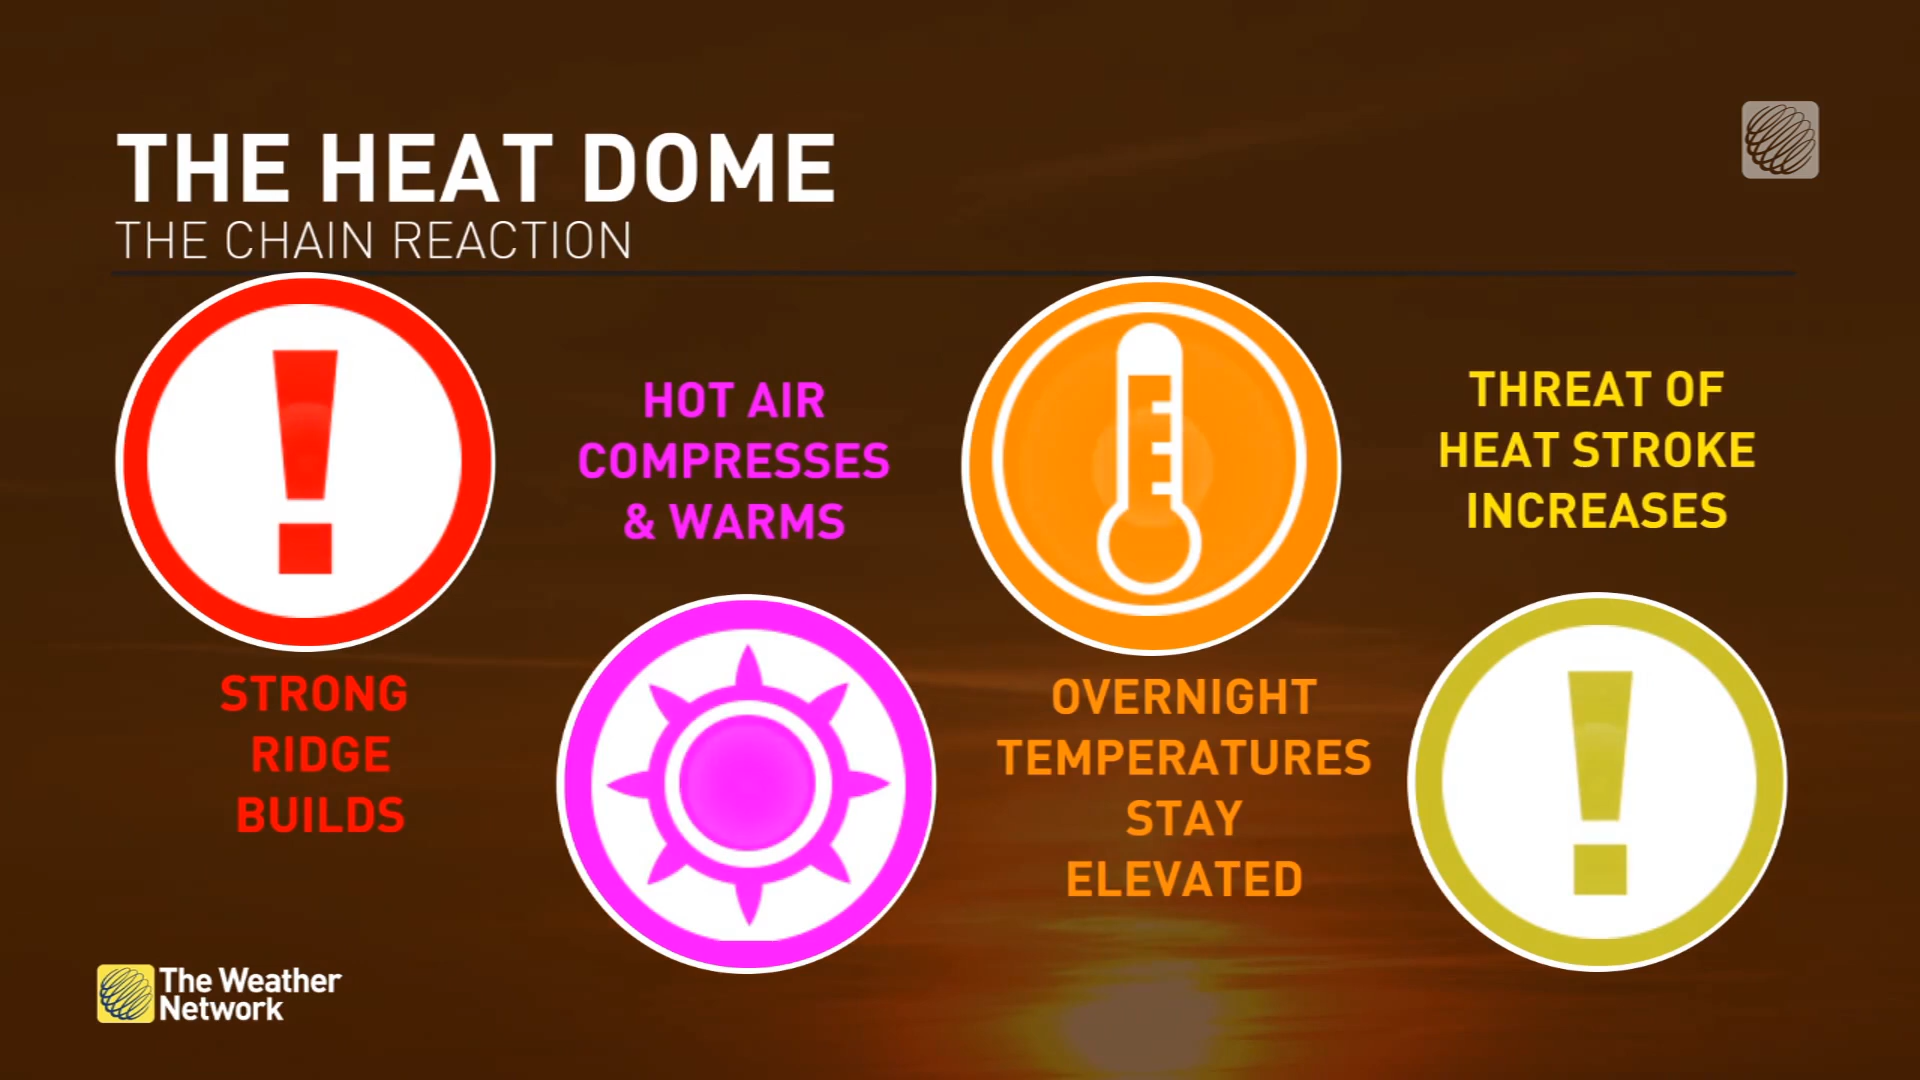 THE HEAT DOME
THE CHAIN REACTION
STRONG
RIDGE
BUILDS
HOT AIR
COMPRESSES
& WARMS
OVERNIGHT
TEMPERATURES
STAY
ELEVATED
THREAT OF
HEAT STROKE
INCREASES
The Weather
Network